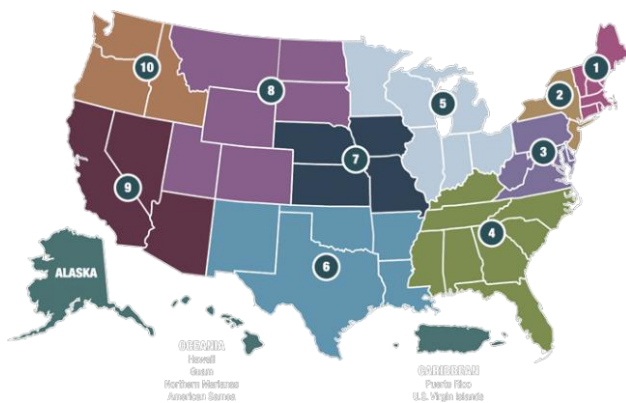 1
2
3
4
5
6
7
8
9
10
ALASKA
OCEANIA
Hawaii
Guam
Northern Marianas
American Samoa
CARIBBEAN
Puerto Rico
U.S. Virgin Islands